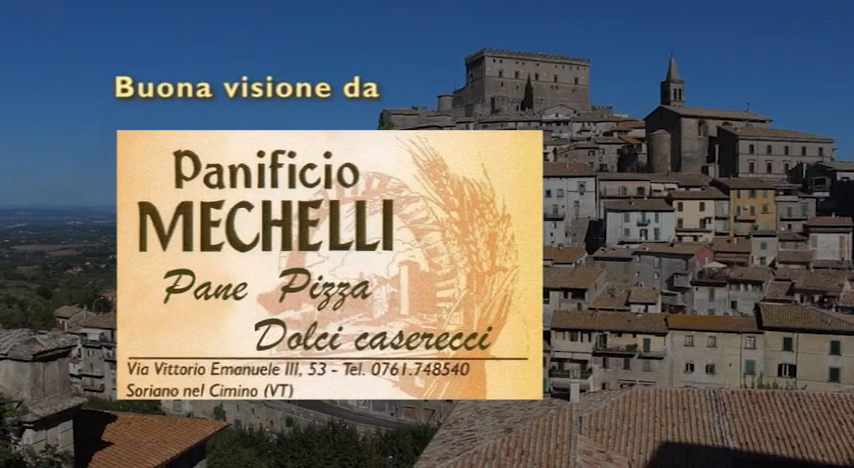 Buona visione da
Panificio
MECHELLI
Pane Pizza
Dolci caserecci
Via Vittorio Emanuele III, 53 - Tel. 0761.748540
Soriano nel Cimino (VT)